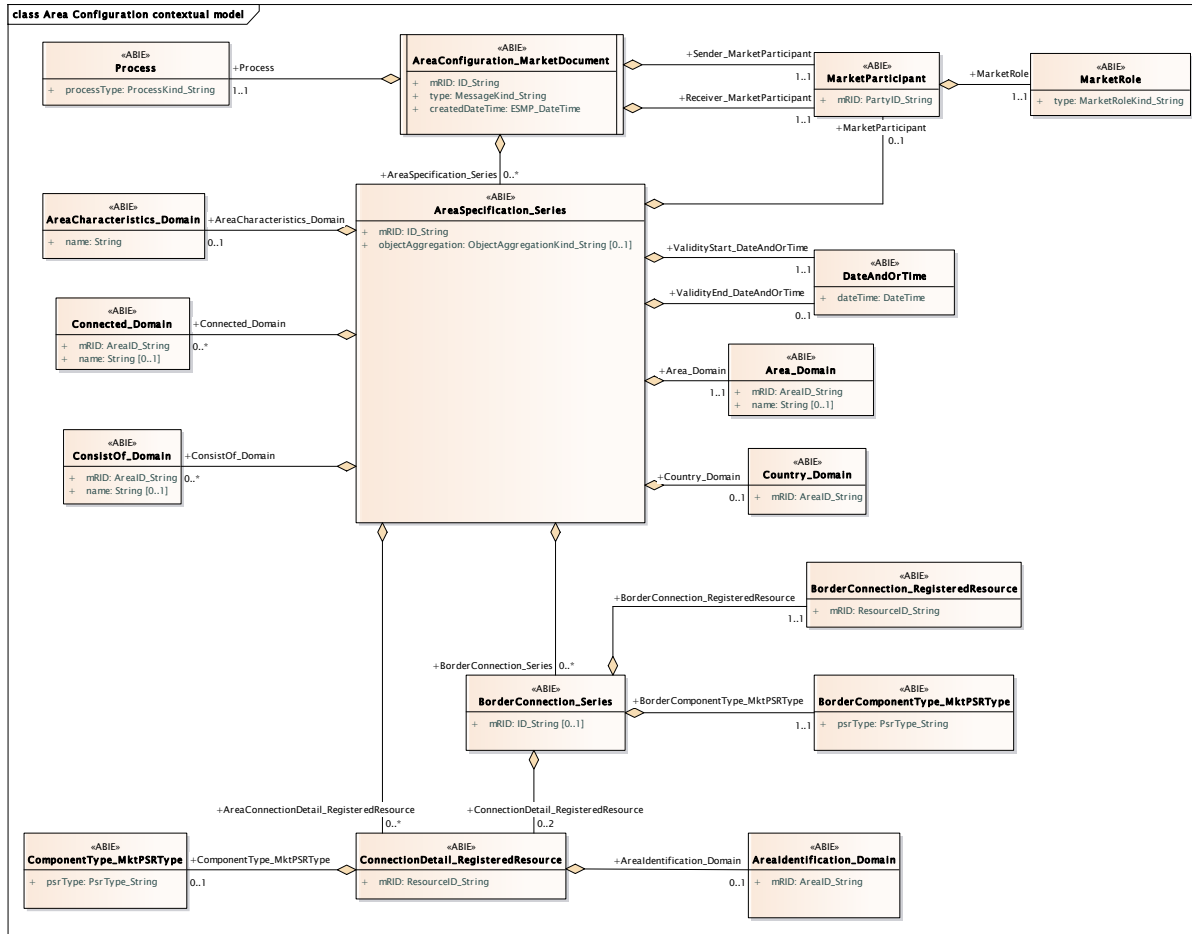 class Area Configuration contextual model
«ABIE»
Process
+ processType: ProcessKind_String
+Process
1..1
«ABIE»
AreaConfiguration_MarketDocument
+ mRID: ID_String
+ type: MessageKind_String
+ createdDateTime: ESMP_DateTime
+Sender_MarketParticipant
1..1
+Receiver_MarketParticipant
1..1
«ABIE»
MarketParticipant
+ mRID: PartyID_String
+MarketRole
1..1
«ABIE»
MarketRole
+ type: MarketRoleKind_String
+MarketParticipant
0..1
+AreaSpecification_Series
0..*
«ABIE»
AreaSpecification_Series
+ mRID: ID_String
+ objectAggregation: ObjectAggregationKind_String [0..1]
«ABIE»
AreaCharacteristics_Domain
+ name: String
+AreaCharacteristics_Domain
0..1
+ValidityStart_DateAndOrTime
1..1
+ValidityEnd_DateAndOrTime
0..1
«ABIE»
DateAndOrTime
+ dateTime: DateTime
«ABIE»
Connected_Domain
+ mRID: AreaID_String
+ name: String [0..1]
+Connected_Domain
0..*
+Area_Domain
1..1
«ABIE»
Area_Domain
+ mRID: AreaID_String
+ name: String [0..1]
«ABIE»
ConsistOf_Domain
+ mRID: AreaID_String
+ name: String [0..1]
+ConsistOf_Domain
0..*
+Country_Domain
0..1
«ABIE»
Country_Domain
+ mRID: AreaID_String
+BorderConnection_RegisteredResource
1..1
«ABIE»
BorderConnection_RegisteredResource
+ mRID: ResourceID_String
+BorderConnection_Series
0..*
«ABIE»
BorderConnection_Series
+ mRID: ID_String [0..1]
+BorderComponentType_MktPSRType
1..1
«ABIE»
BorderComponentType_MktPSRType
+ psrType: PsrType_String
+AreaConnectionDetail_RegisteredResource
0..*
+ConnectionDetail_RegisteredResource
0..2
«ABIE»
ComponentType_MktPSRType
+ psrType: PsrType_String
+ComponentType_MktPSRType
0..1
«ABIE»
ConnectionDetail_RegisteredResource
+ mRID: ResourceID_String
+AreaIdentification_Domain
0..1
«ABIE»
AreaIdentification_Domain
+ mRID: AreaID_String